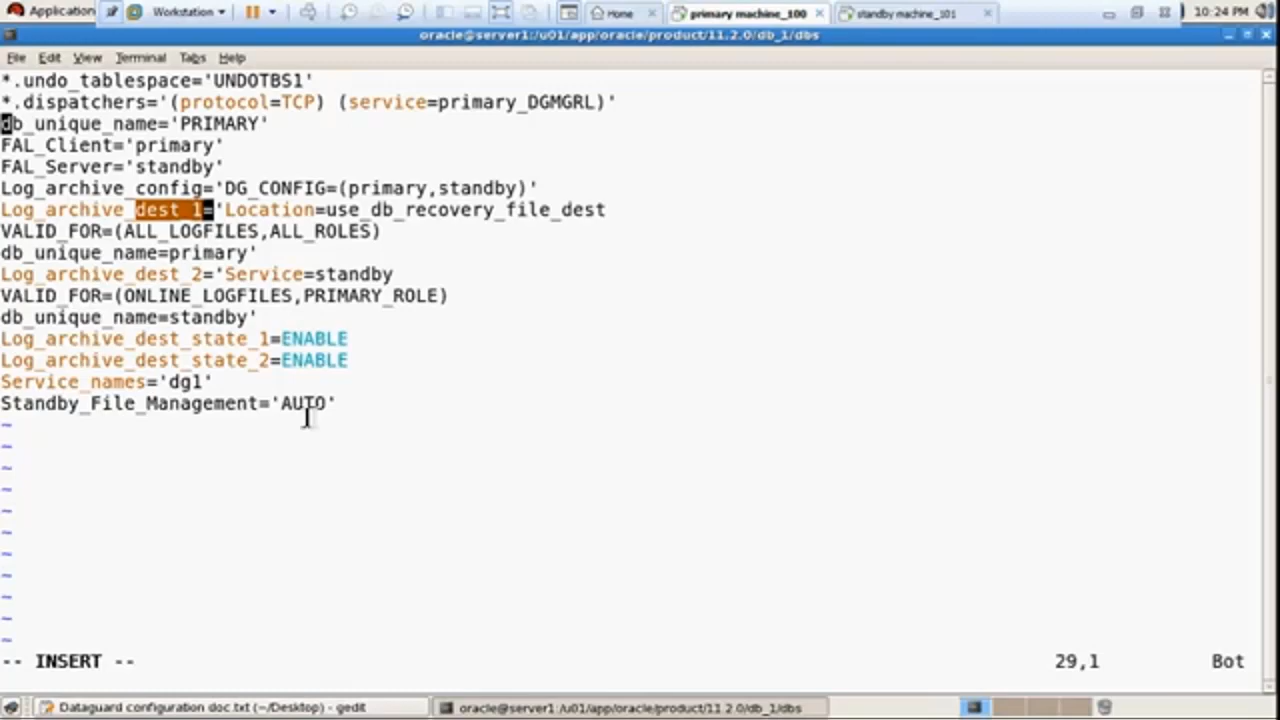 Application Workstation Home primary machine_100 standby machine_101 10:24 PM
oracle@server1:/u01/app/oracle/product/11.2.0/db_1/dbs
File Edit View Terminal Tabs Help
*.undo_tablespace='UNDOTBS1'
*.dispatchers='(protocol=TCP) (service=primary_DGMGRL)'
db_unique_name='PRIMARY'
FAL_Client='primary'
FAL_Server='standby'
Log_archive_config='DG_CONFIG=(primary,standby)'
Log_archive_dest_1='Location=use_db_recovery_file_dest
VALID_FOR=(ALL_LOGFILES,ALL_ROLES)
db_unique_name=primary'
Log_archive_dest_2='Service=standby
VALID_FOR=(ONLINE_LOGFILES,PRIMARY_ROLE)
db_unique_name=standby'
Log_archive_dest_state_1=ENABLE
Log_archive_dest_state_2=ENABLE
Service_names='dg1'
Standby_File_Management='AUTO'
~
~
~
~
~
~
~
~
~
~
~
-- INSERT -- 29,1 Bot
Dataguard configuration doc.txt (~/Desktop) - gedit oracle@server1:/u01/app/oracle/product/11.2.0/db_1/dbs